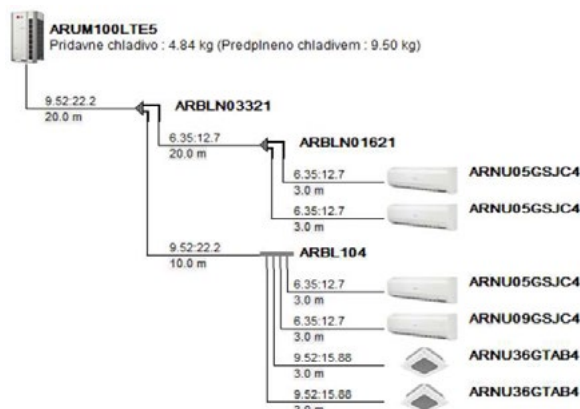 ARUM100LTE5
Pridavne chladivo : 4.84 kg (Predplneno chladivem : 9.50 kg)
9.52:22.2
20.0 m
ARBLN03321
6.35:12.7
20.0 m
ARBLN01621
6.35:12.7
3.0 m
ARNU05GSJC4
6.35:12.7
3.0 m
ARNU05GSJC4
9.52:22.2
10.0 m
ARBL104
6.35:12.7
3.0 m
ARNU05GSJC4
6.35:12.7
3.0 m
ARNU09GSJC4
9.52:15.88
3.0 m
ARNU36GTAB4
9.52:15.88
3.0 m
ARNU36GTAB4